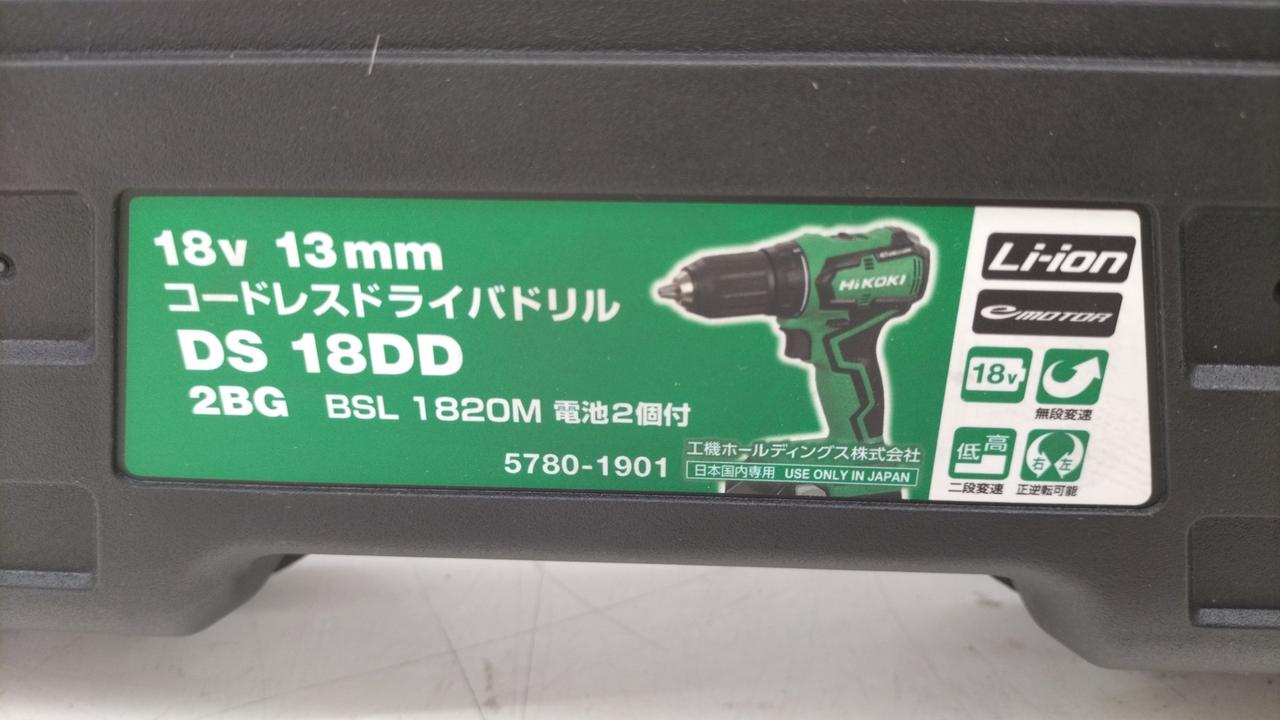 18v 13mm
コードレスドライバドリル
DS 18DD
2BG BSL 1820M 電池2個付
5780-1901
工機ホールディングス株式会社
日本国内専用 USE ONLY IN JAPAN
HiKOKI
Li-ion
e MOTOR
18v
無段変速
低 高
二段変速
右 左
正逆転可能